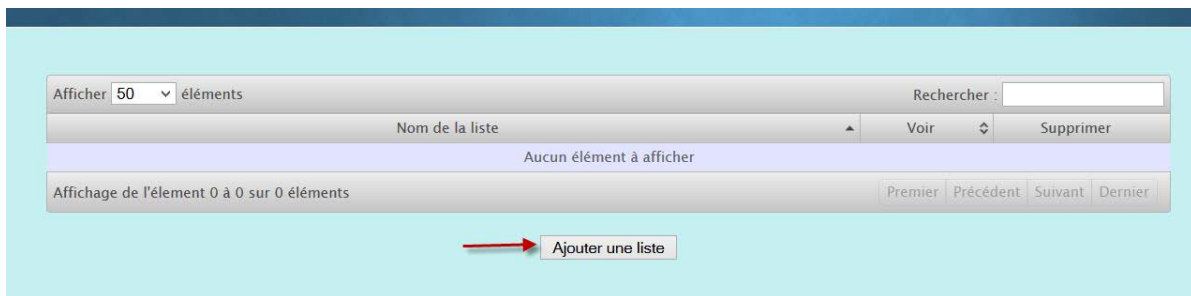 Afficher 50 éléments Rechercher :
Nom de la liste Voir Supprimer
Aucun élément à afficher
Affichage de l'élement 0 à 0 sur 0 éléments Premier Précédent Suivant Dernier
Ajouter une liste